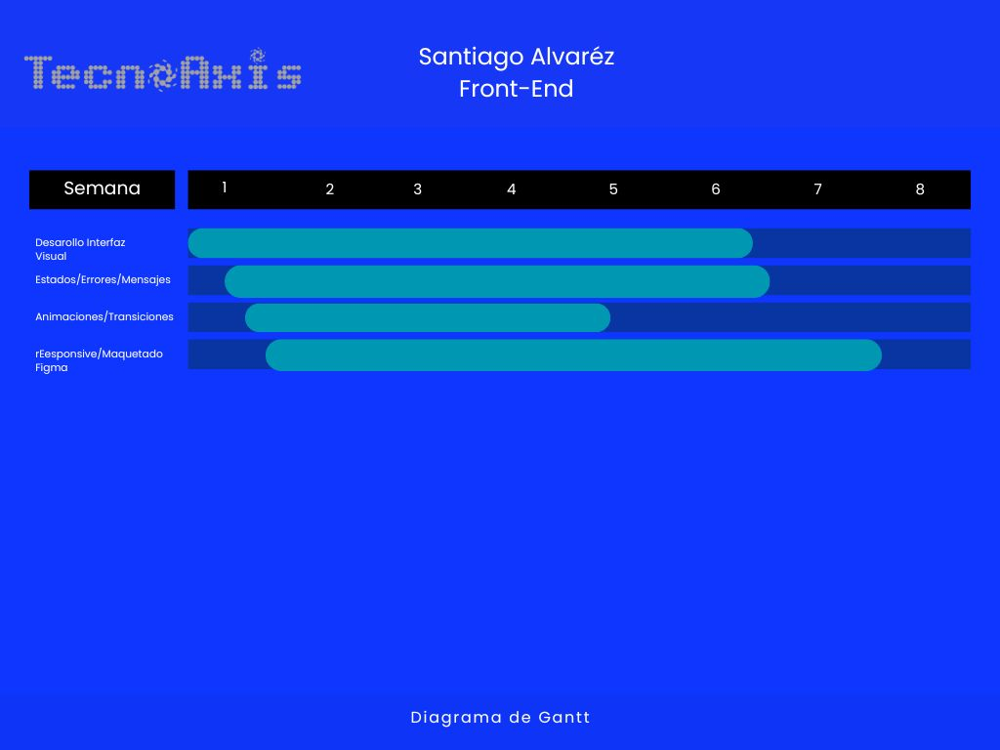 TecnoAxis
Santiago Alvaréz
Front-End
Semana
1 2 3 4 5 6 7 8
Desarollo Interfaz
Visual
Estados/Errores/Mensajes
Animaciones/Transiciones
rEesponsive/Maquetado
Figma
Diagrama de Gantt